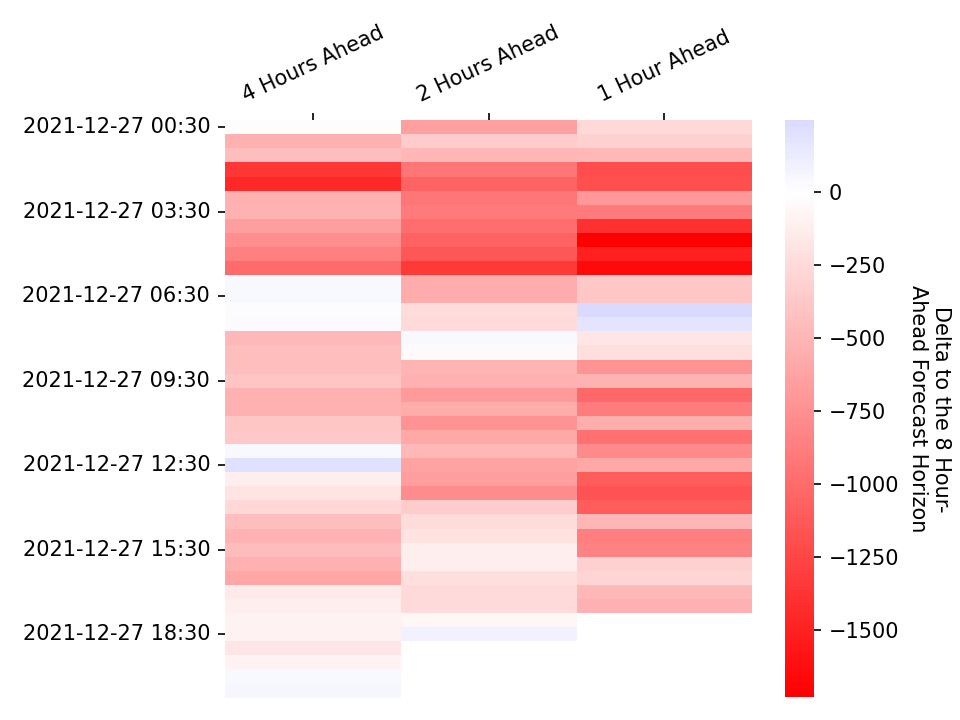 4 Hours Ahead
2 Hours Ahead
1 Hour Ahead
2021-12-27 00:30
2021-12-27 03:30
2021-12-27 06:30
2021-12-27 09:30
2021-12-27 12:30
2021-12-27 15:30
2021-12-27 18:30
0
−250
−500
−750
−1000
−1250
−1500
Delta to the 8 Hour-
Ahead Forecast Horizon